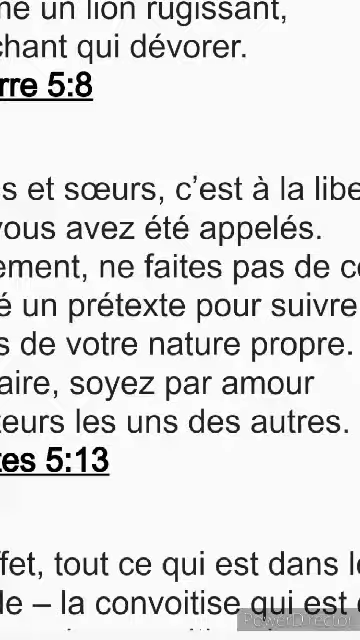 me un lion rugissant,
chant qui dévorer.
rre 5:8
s et sœurs, c’est à la libe
vous avez été appelés.
ement, ne faites pas de c
é un prétexte pour suivre
s de votre nature propre.
aire, soyez par amour
teurs les uns des autres.
tes 5:13
ffet, tout ce qui est dans l
le – la convoitise qui est d
PowerDirector